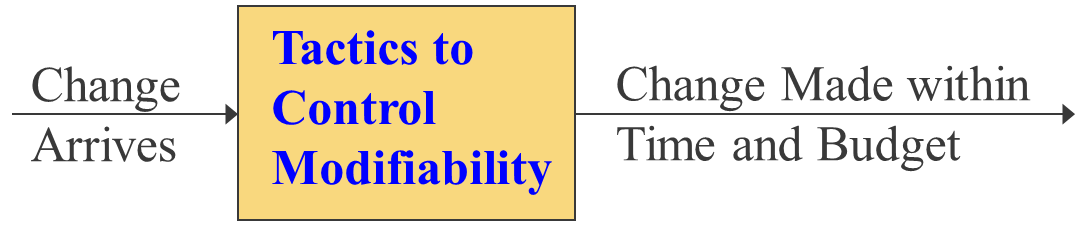 Change
Arrives
Tactics to
Control
Modifiability
Change Made within
Time and Budget